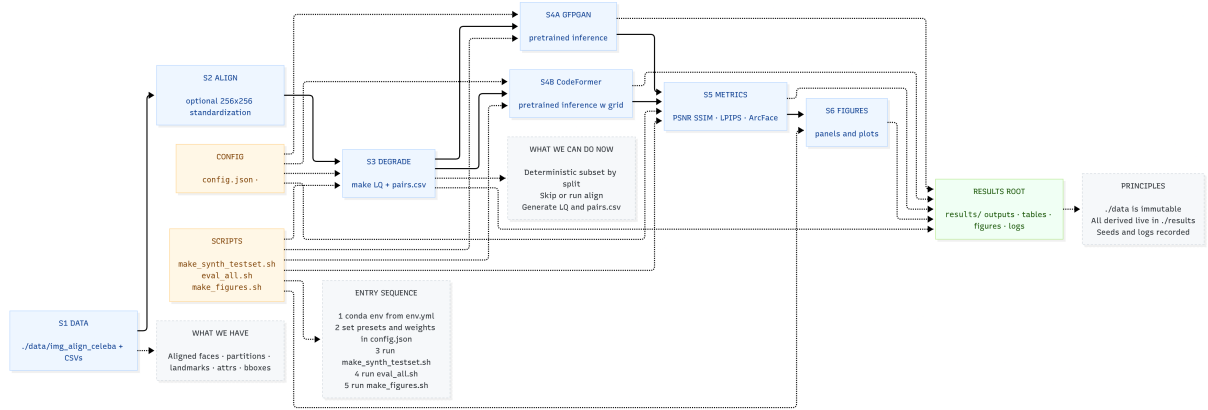 S4A GFPGAN
pretrained inference
S2 ALIGN
optional 256x256
standardization
S4B CodeFormer
pretrained inference w grid
S5 METRICS
PSNR SSIM · LPIPS · ArcFace
S6 FIGURES
panels and plots
CONFIG
config.json ·
S3 DEGRADE
make LQ + pairs.csv
WHAT WE CAN DO NOW
Deterministic subset by
split
Skip or run align
Generate LQ and pairs.csv
RESULTS ROOT
results/ outputs · tables ·
figures · logs
PRINCIPLES
./data is immutable
All derived live in ./results
Seeds and logs recorded
SCRIPTS
make_synth_testset.sh
eval_all.sh
make_figures.sh
ENTRY SEQUENCE
1 conda env from env.yml
2 set presets and weights
in config.json
3 run
make_synth_testset.sh
4 run eval_all.sh
5 run make_figures.sh
S1 DATA
./data/img_align_celeba +
CSVs
WHAT WE HAVE
Aligned faces · partitions ·
landmarks · attrs · bboxes